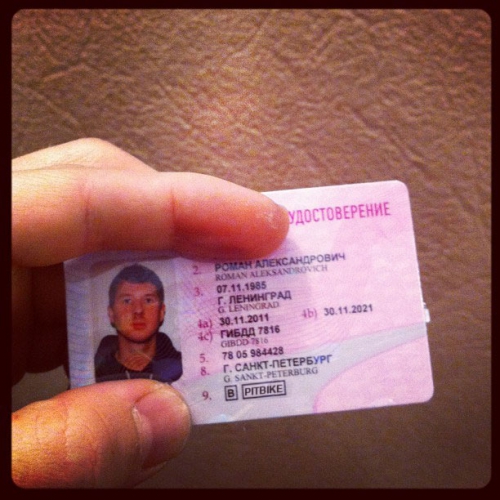 УДОСТОВЕРЕНИЕ
2. РОМАН АЛЕКСАНДРОВИЧ
ROMAN ALEKSANDROVICH
3. 07.11.1985
Г. ЛЕНИНГРАД
G. LENINGRAD
4a) 30.11.2011 4b) 30.11.2021
4c) ГИБДД 7816
GIBDD 7816
5. 78 05 984428
8. Г. САНКТ-ПЕТЕРБУРГ
G. SANKT-PETERBURG
9. B PITBIKE